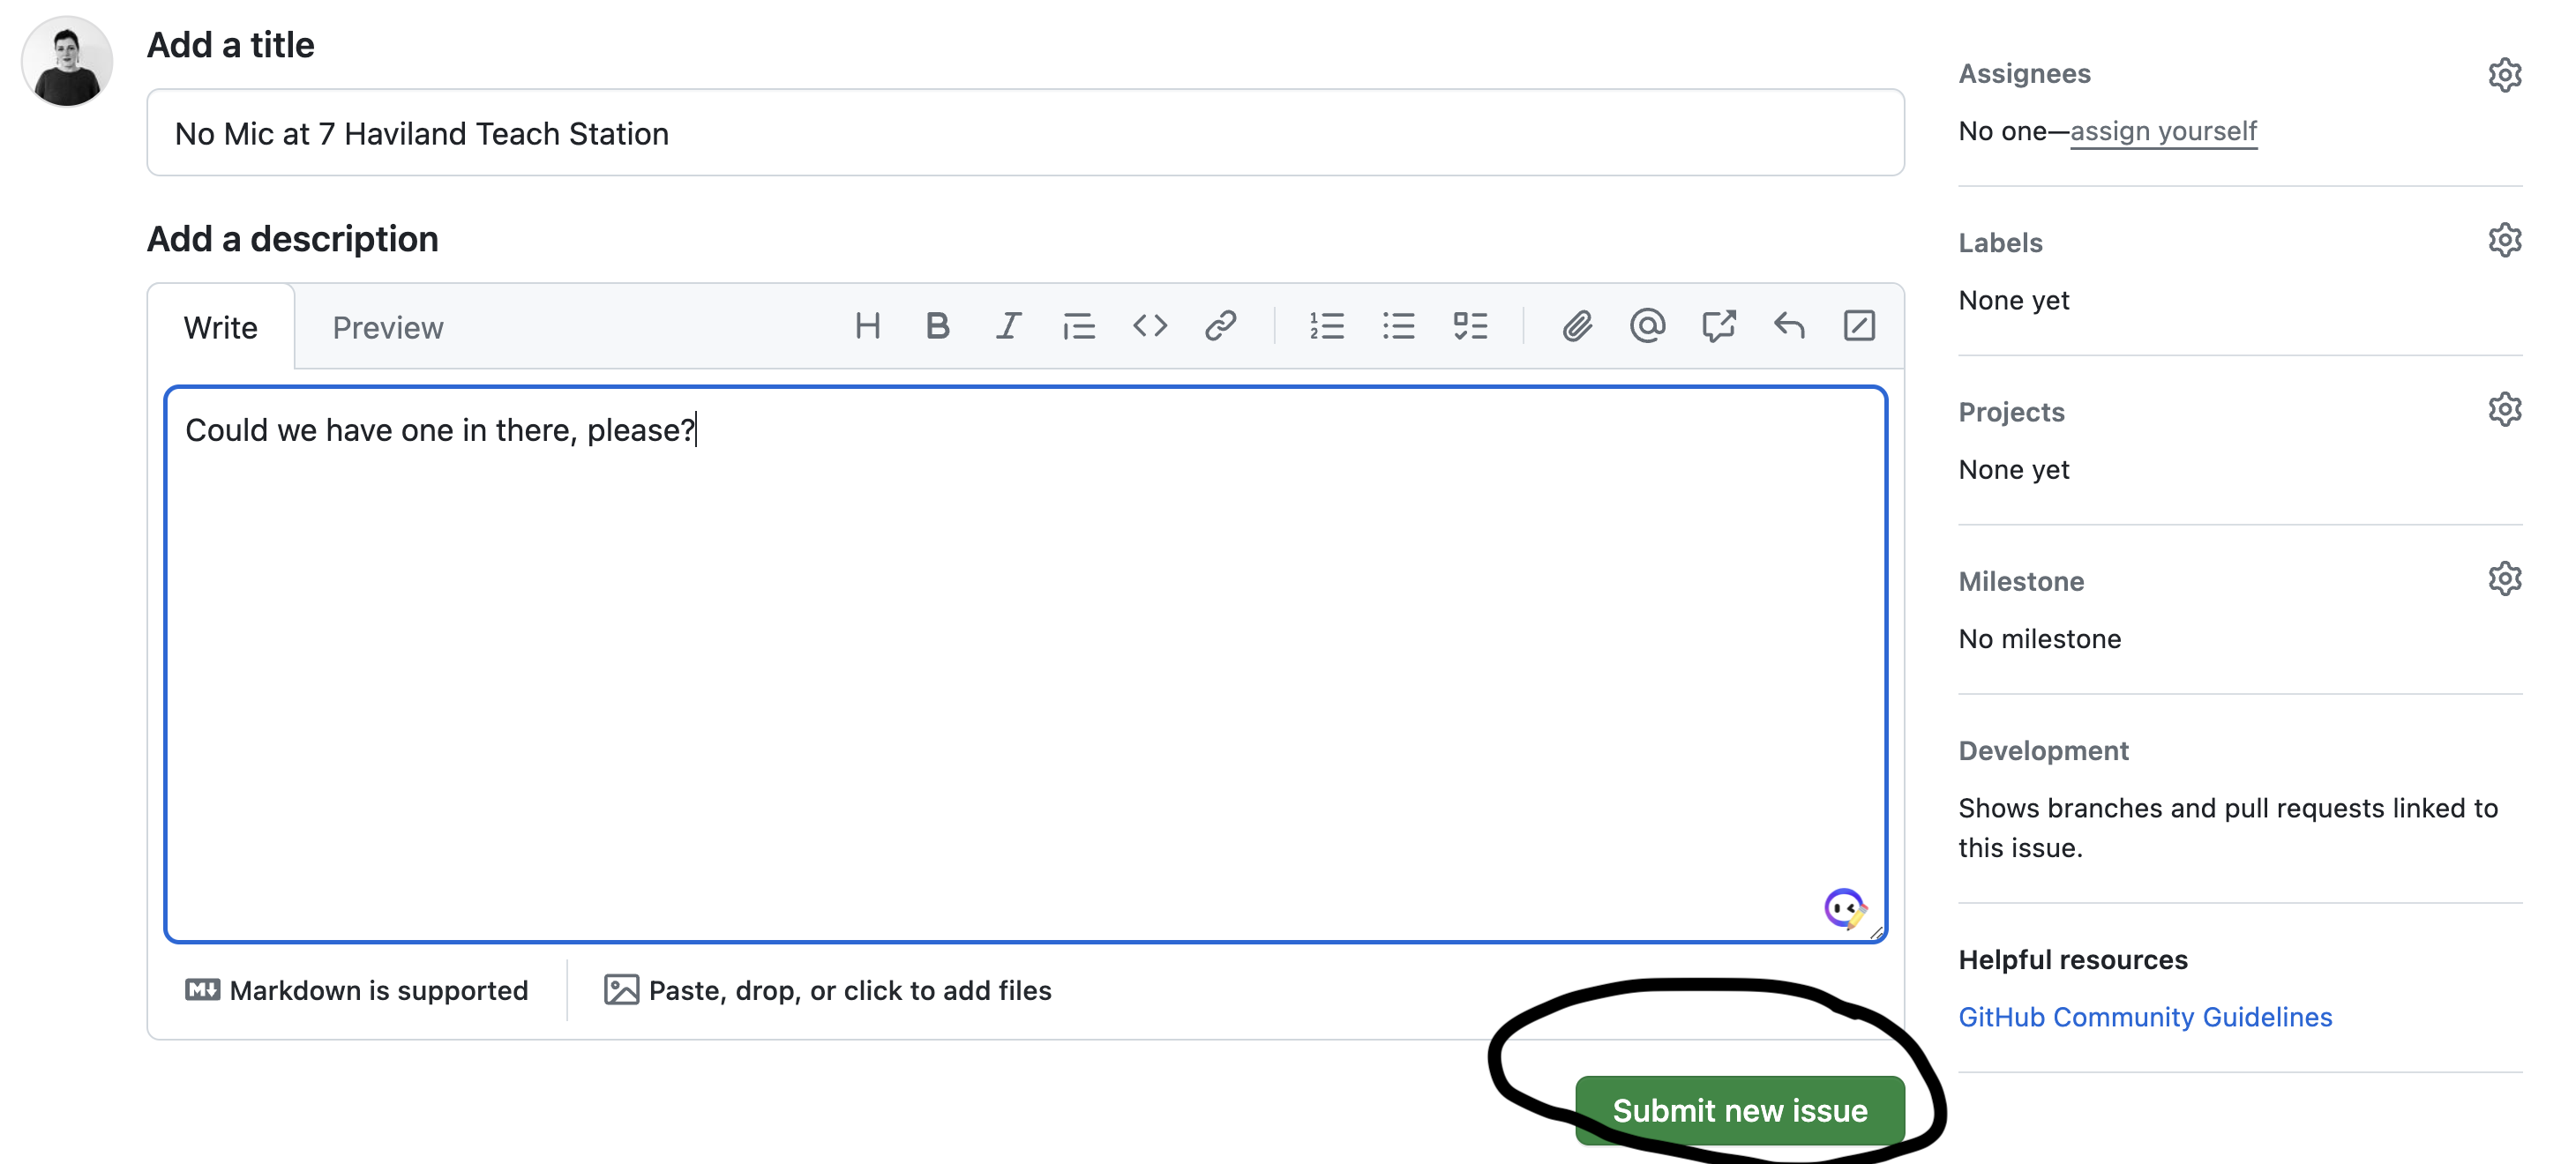 Add a title
No Mic at 7 Haviland Teach Station
Add a description
Write
Preview
H B I
Could we have one in there, please?
Markdown is supported
Paste, drop, or click to add files
Submit new issue
Assignees
No one—assign yourself
Labels
None yet
Projects
None yet
Milestone
No milestone
Development
Shows branches and pull requests linked to
this issue.
Helpful resources
GitHub Community Guidelines